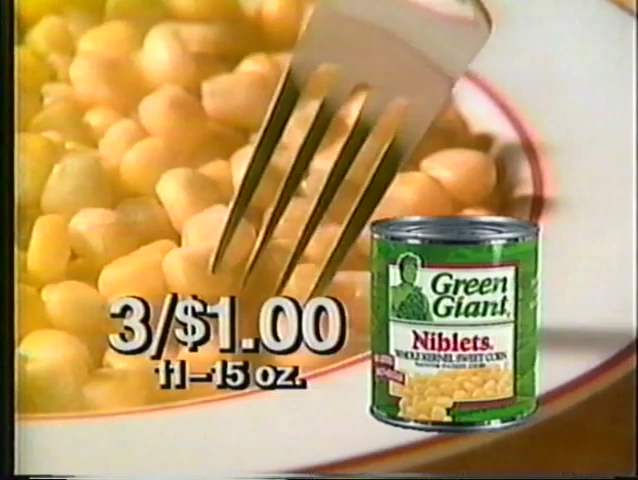 3/$1.00
11-15 oz.
Green
Giant
Niblets
WHOLE KERNEL SWEET CORN